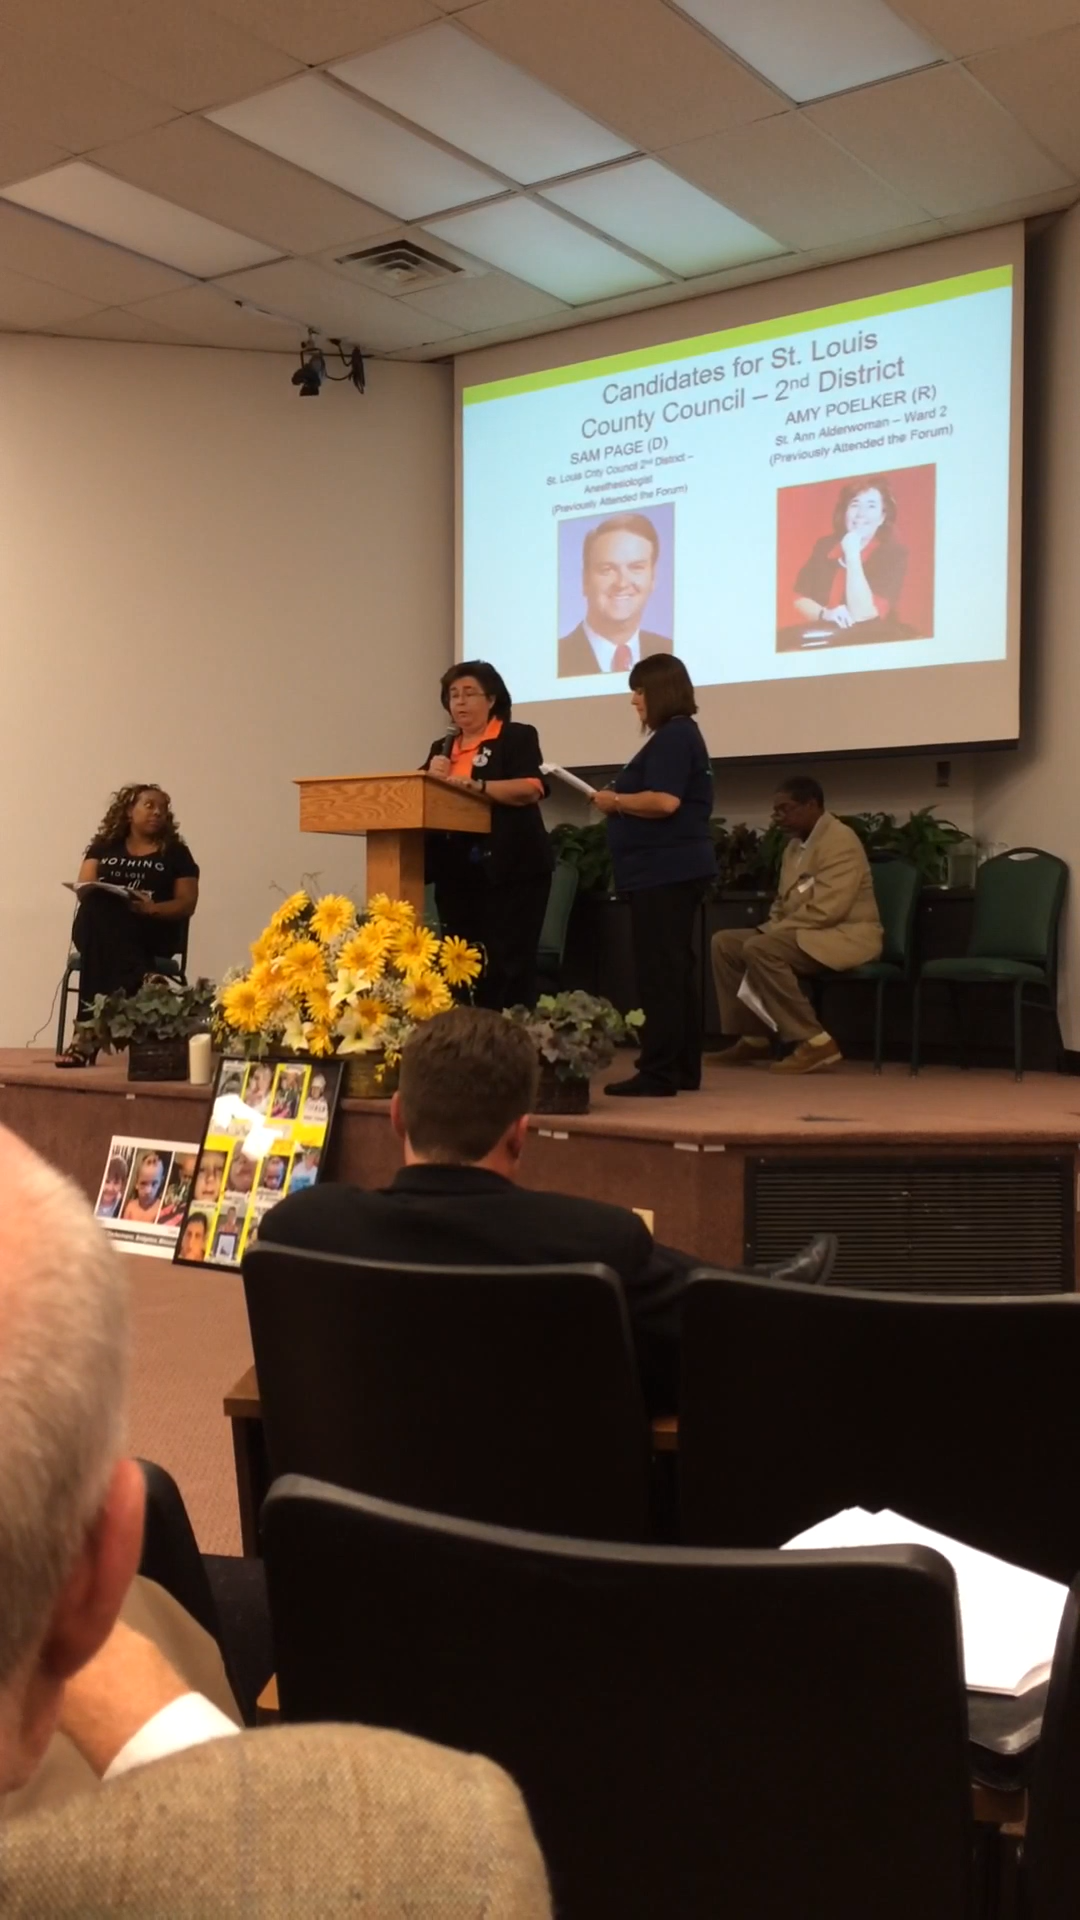 Candidates for St. Louis
County Council – 2nd District
SAM PAGE (D)
St. Louis Cnty Council 2nd District –
Anesthesiologist
(Previously Attended the Forum)
AMY POELKER (R)
St. Ann Alderwoman – Ward 2
(Previously Attended the Forum)
NOTHING
TO LOSE